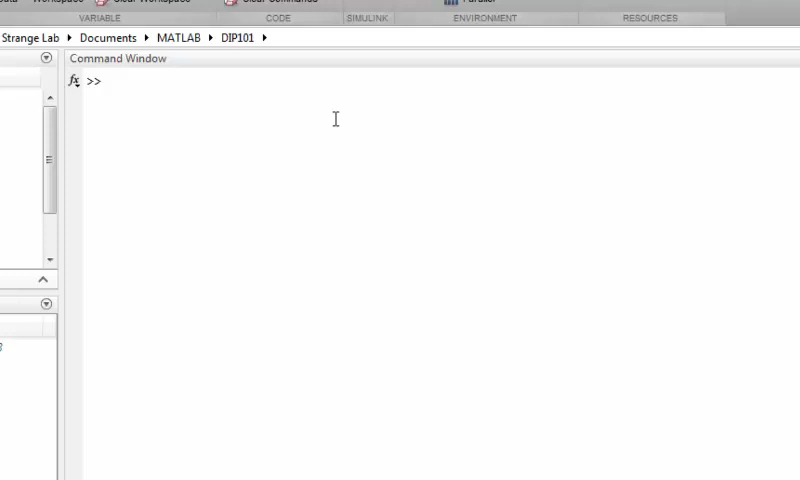 VARIABLE CODE SIMULINK ENVIRONMENT RESOURCES
Strange Lab Documents MATLAB DIP101
Command Window
fx >>